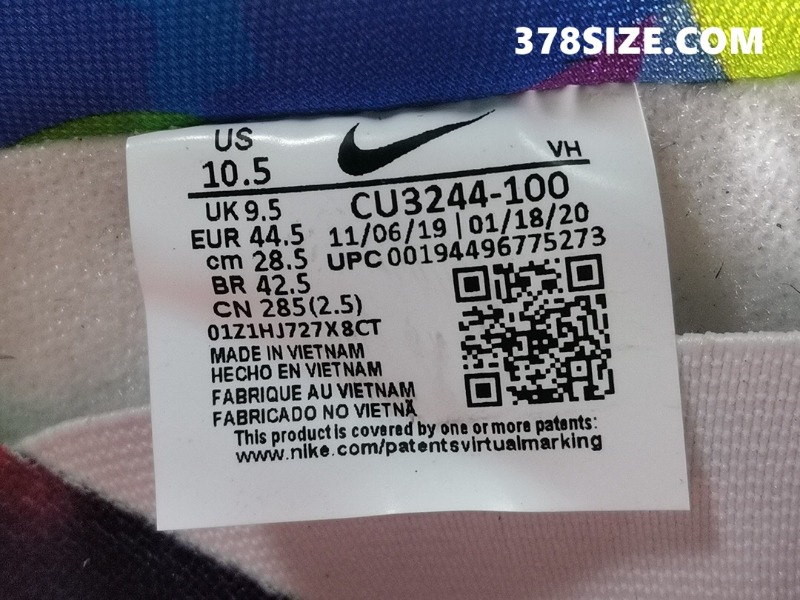 378SIZE.COM
US
10.5
VH
UK 9.5
CU3244-100
EUR 44.5
11/06/19 | 01/18/20
cm 28.5
UPC 00194496775273
BR 42.5
CN 285(2.5)
01Z1HJ727X8CT
MADE IN VIETNAM
HECHO EN VIETNAM
FABRIQUE AU VIETNAM
FABRICADO NO VIETNÃ
This product is covered by one or more patents:
www.nike.com/patentsvirtualmarking